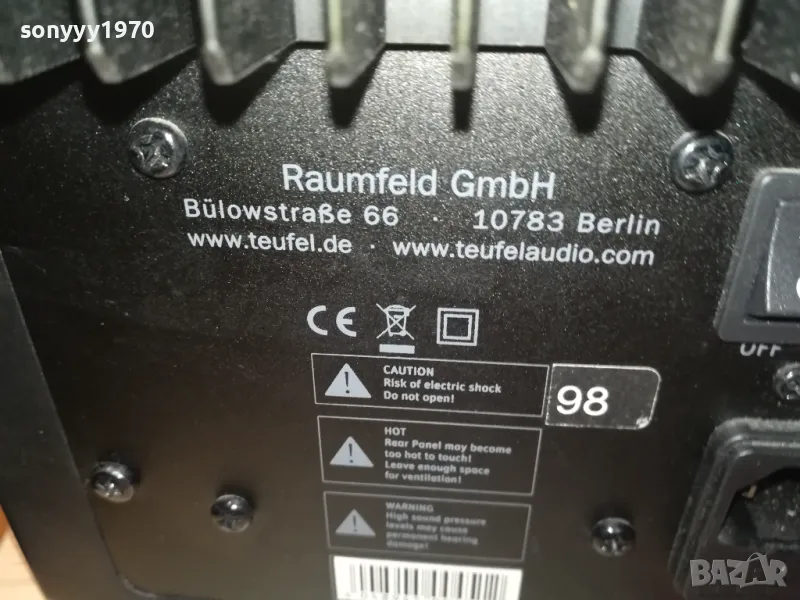 sonyyy1970
Raumfeld GmbH
Bülowstraße 66 · 10783 Berlin
www.teufel.de · www.teufelaudio.com
CE
CAUTION
Risk of electric shock
Do not open!
98
OFF
HOT
Rear Panel may become
too hot to touch!
Leave enough space
for ventilation!
WARNING
High sound pressure
levels may cause
permanent hearing
damage!
BAZAR